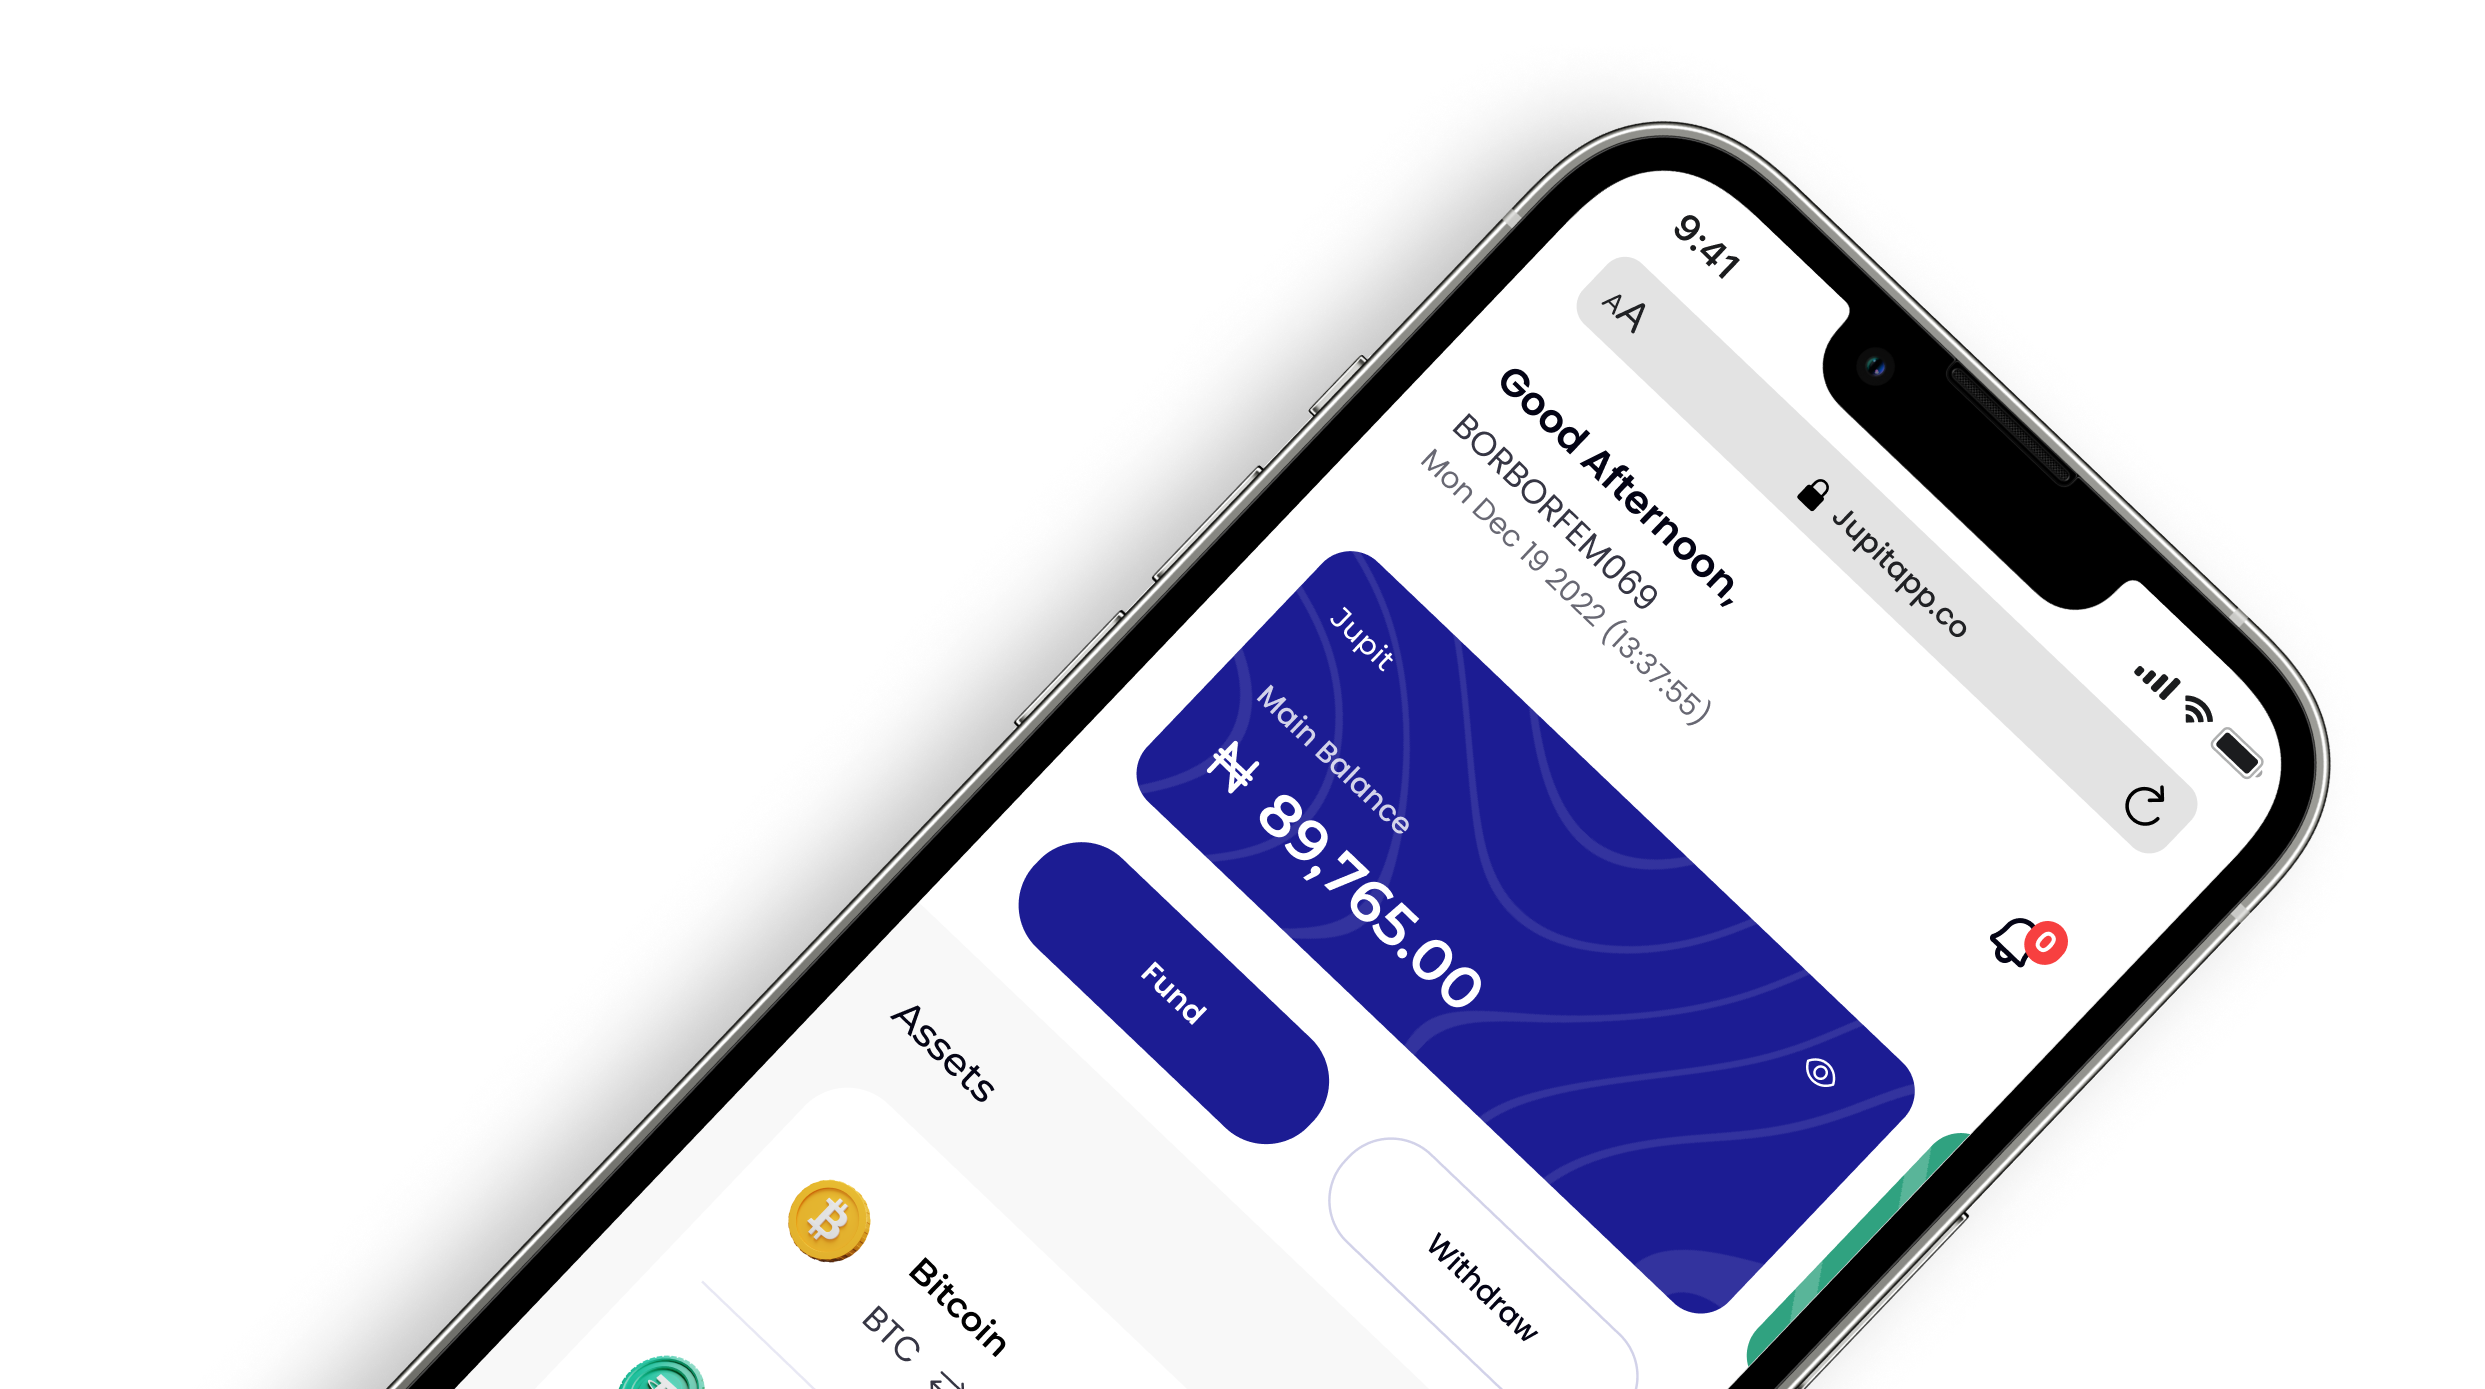 9:41
AA
Jupitapp.co
Good Afternoon,
BORBORFEM069
Mon Dec 19 2022 (13:37:55)
0
Jupit
Main Balance
₦ 89,765.00
Fund
Withdraw
Assets
Bitcoin
BTC